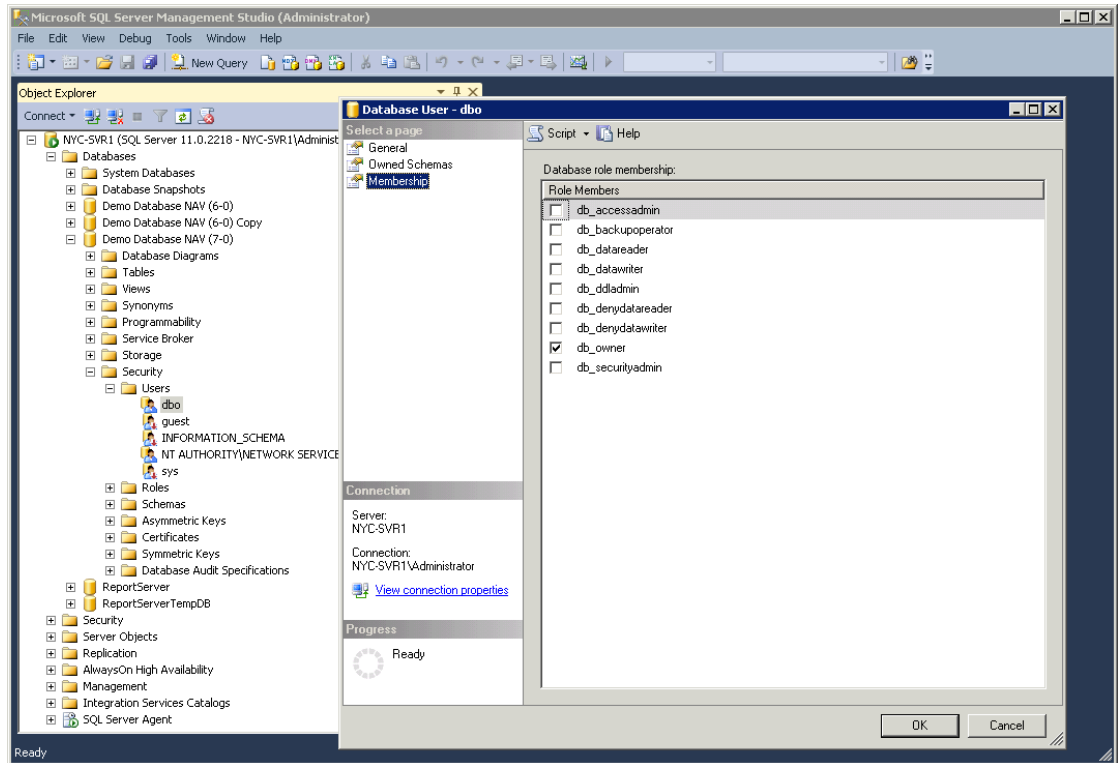 Microsoft SQL Server Management Studio (Administrator)
File Edit View Debug Tools Window Help
New Query
Object Explorer
Connect
NYC-SVR1 (SQL Server 11.0.2218 - NYC-SVR1\Administ
Databases
System Databases
Database Snapshots
Demo Database NAV (6-0)
Demo Database NAV (6-0) Copy
Demo Database NAV (7-0)
Database Diagrams
Tables
Views
Synonyms
Programmability
Service Broker
Storage
Security
Users
dbo
guest
INFORMATION_SCHEMA
NT AUTHORITY\NETWORK SERVICE
sys
Roles
Schemas
Asymmetric Keys
Certificates
Symmetric Keys
Database Audit Specifications
ReportServer
ReportServerTempDB
Security
Server Objects
Replication
AlwaysOn High Availability
Management
Integration Services Catalogs
SQL Server Agent
Database User - dbo
Select a page
General
Owned Schemas
Membership
Connection
Server:
NYC-SVR1
Connection:
NYC-SVR1\Administrator
View connection properties
Progress
Ready
Script Help
Database role membership:
Role Members
db_accessadmin
db_backupoperator
db_datareader
db_datawriter
db_ddladmin
db_denydatareader
db_denydatawriter
db_owner
db_securityadmin
OK Cancel
Ready